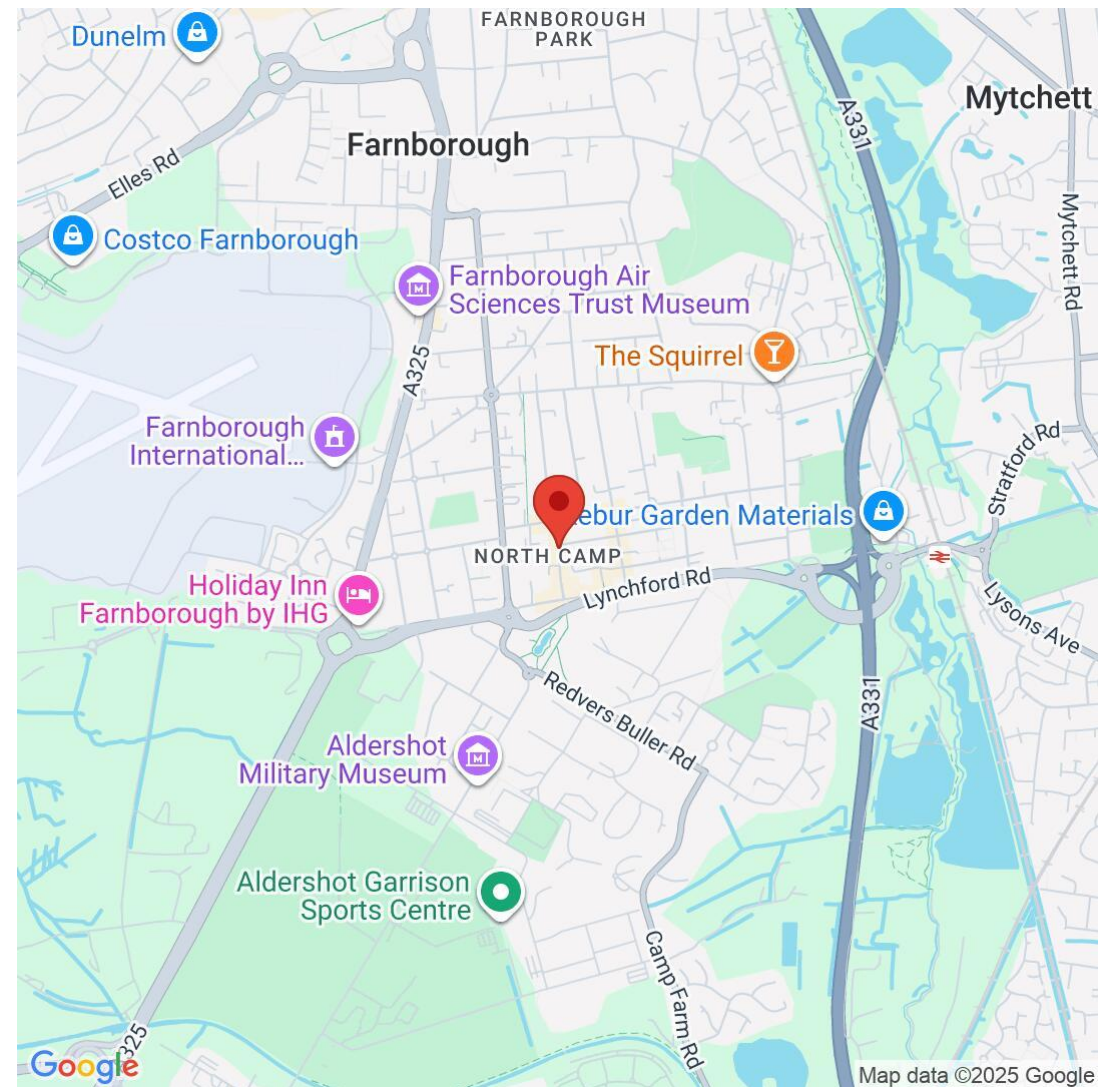 FARNBOROUGH
PARK
Dunelm
Mytchett
A331
Farnborough
Elles Rd
Mytchett Rd
Costco Farnborough
Farnborough Air
Sciences Trust Museum
The Squirrel
A325
Farnborough
International...
Stratford Rd
Garden Materials
NORTH CAMP
Holiday Inn
Farnborough by IHG
Lynchford Rd
Lysons Ave
Redvers Buller Rd
A331
Aldershot
Military Museum
Aldershot Garrison
Sports Centre
Camp Farm Rd
Google
Map data ©2025 Google